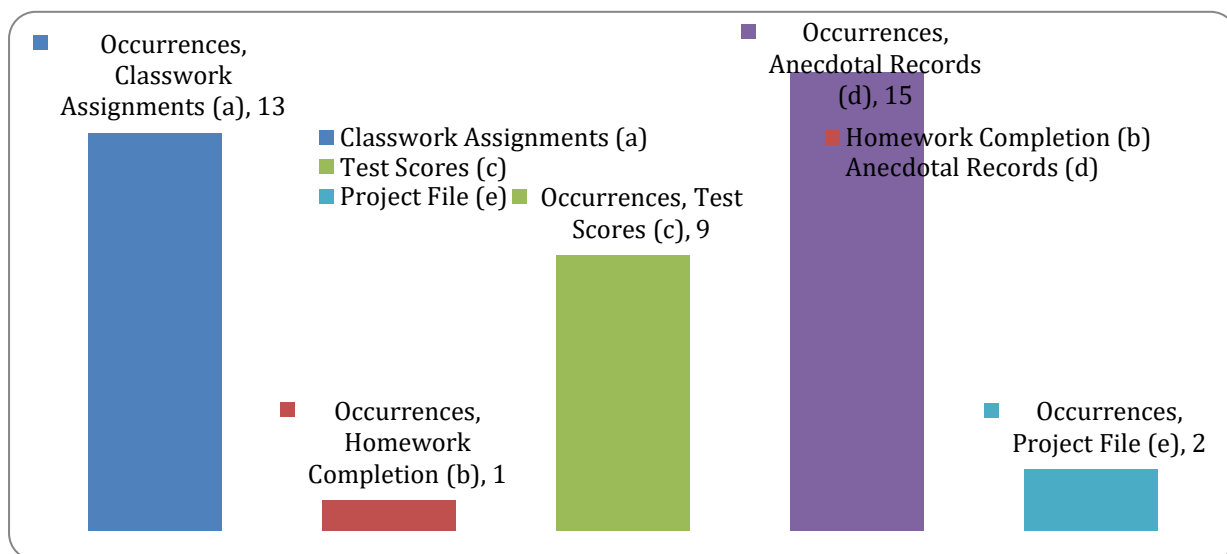 Occurrences,
Classwork
Assignments (a), 13
Occurrences,
Anecdotal Records
(d), 15
Classwork Assignments (a)
Homework Completion (b)
Test Scores (c)
Anecdotal Records (d)
Project File (e)
Occurrences, Test
Scores (c), 9
Occurrences,
Homework
Completion (b), 1
Occurrences,
Project File (e), 2